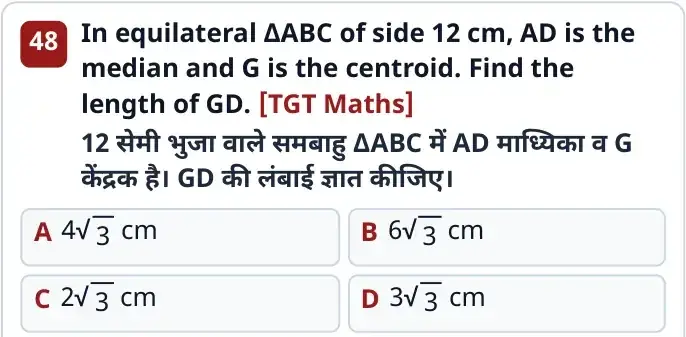 48 In equilateral ΔABC of side 12 cm, AD is the
median and G is the centroid. Find the
length of GD. [TGT Maths]
12 सेमी भुजा वाले समबाहु ΔABC में AD माध्यिका व G
केंद्रक है। GD की लंबाई ज्ञात कीजिए।
A 4√3 cm B 6√3 cm
C 2√3 cm D 3√3 cm